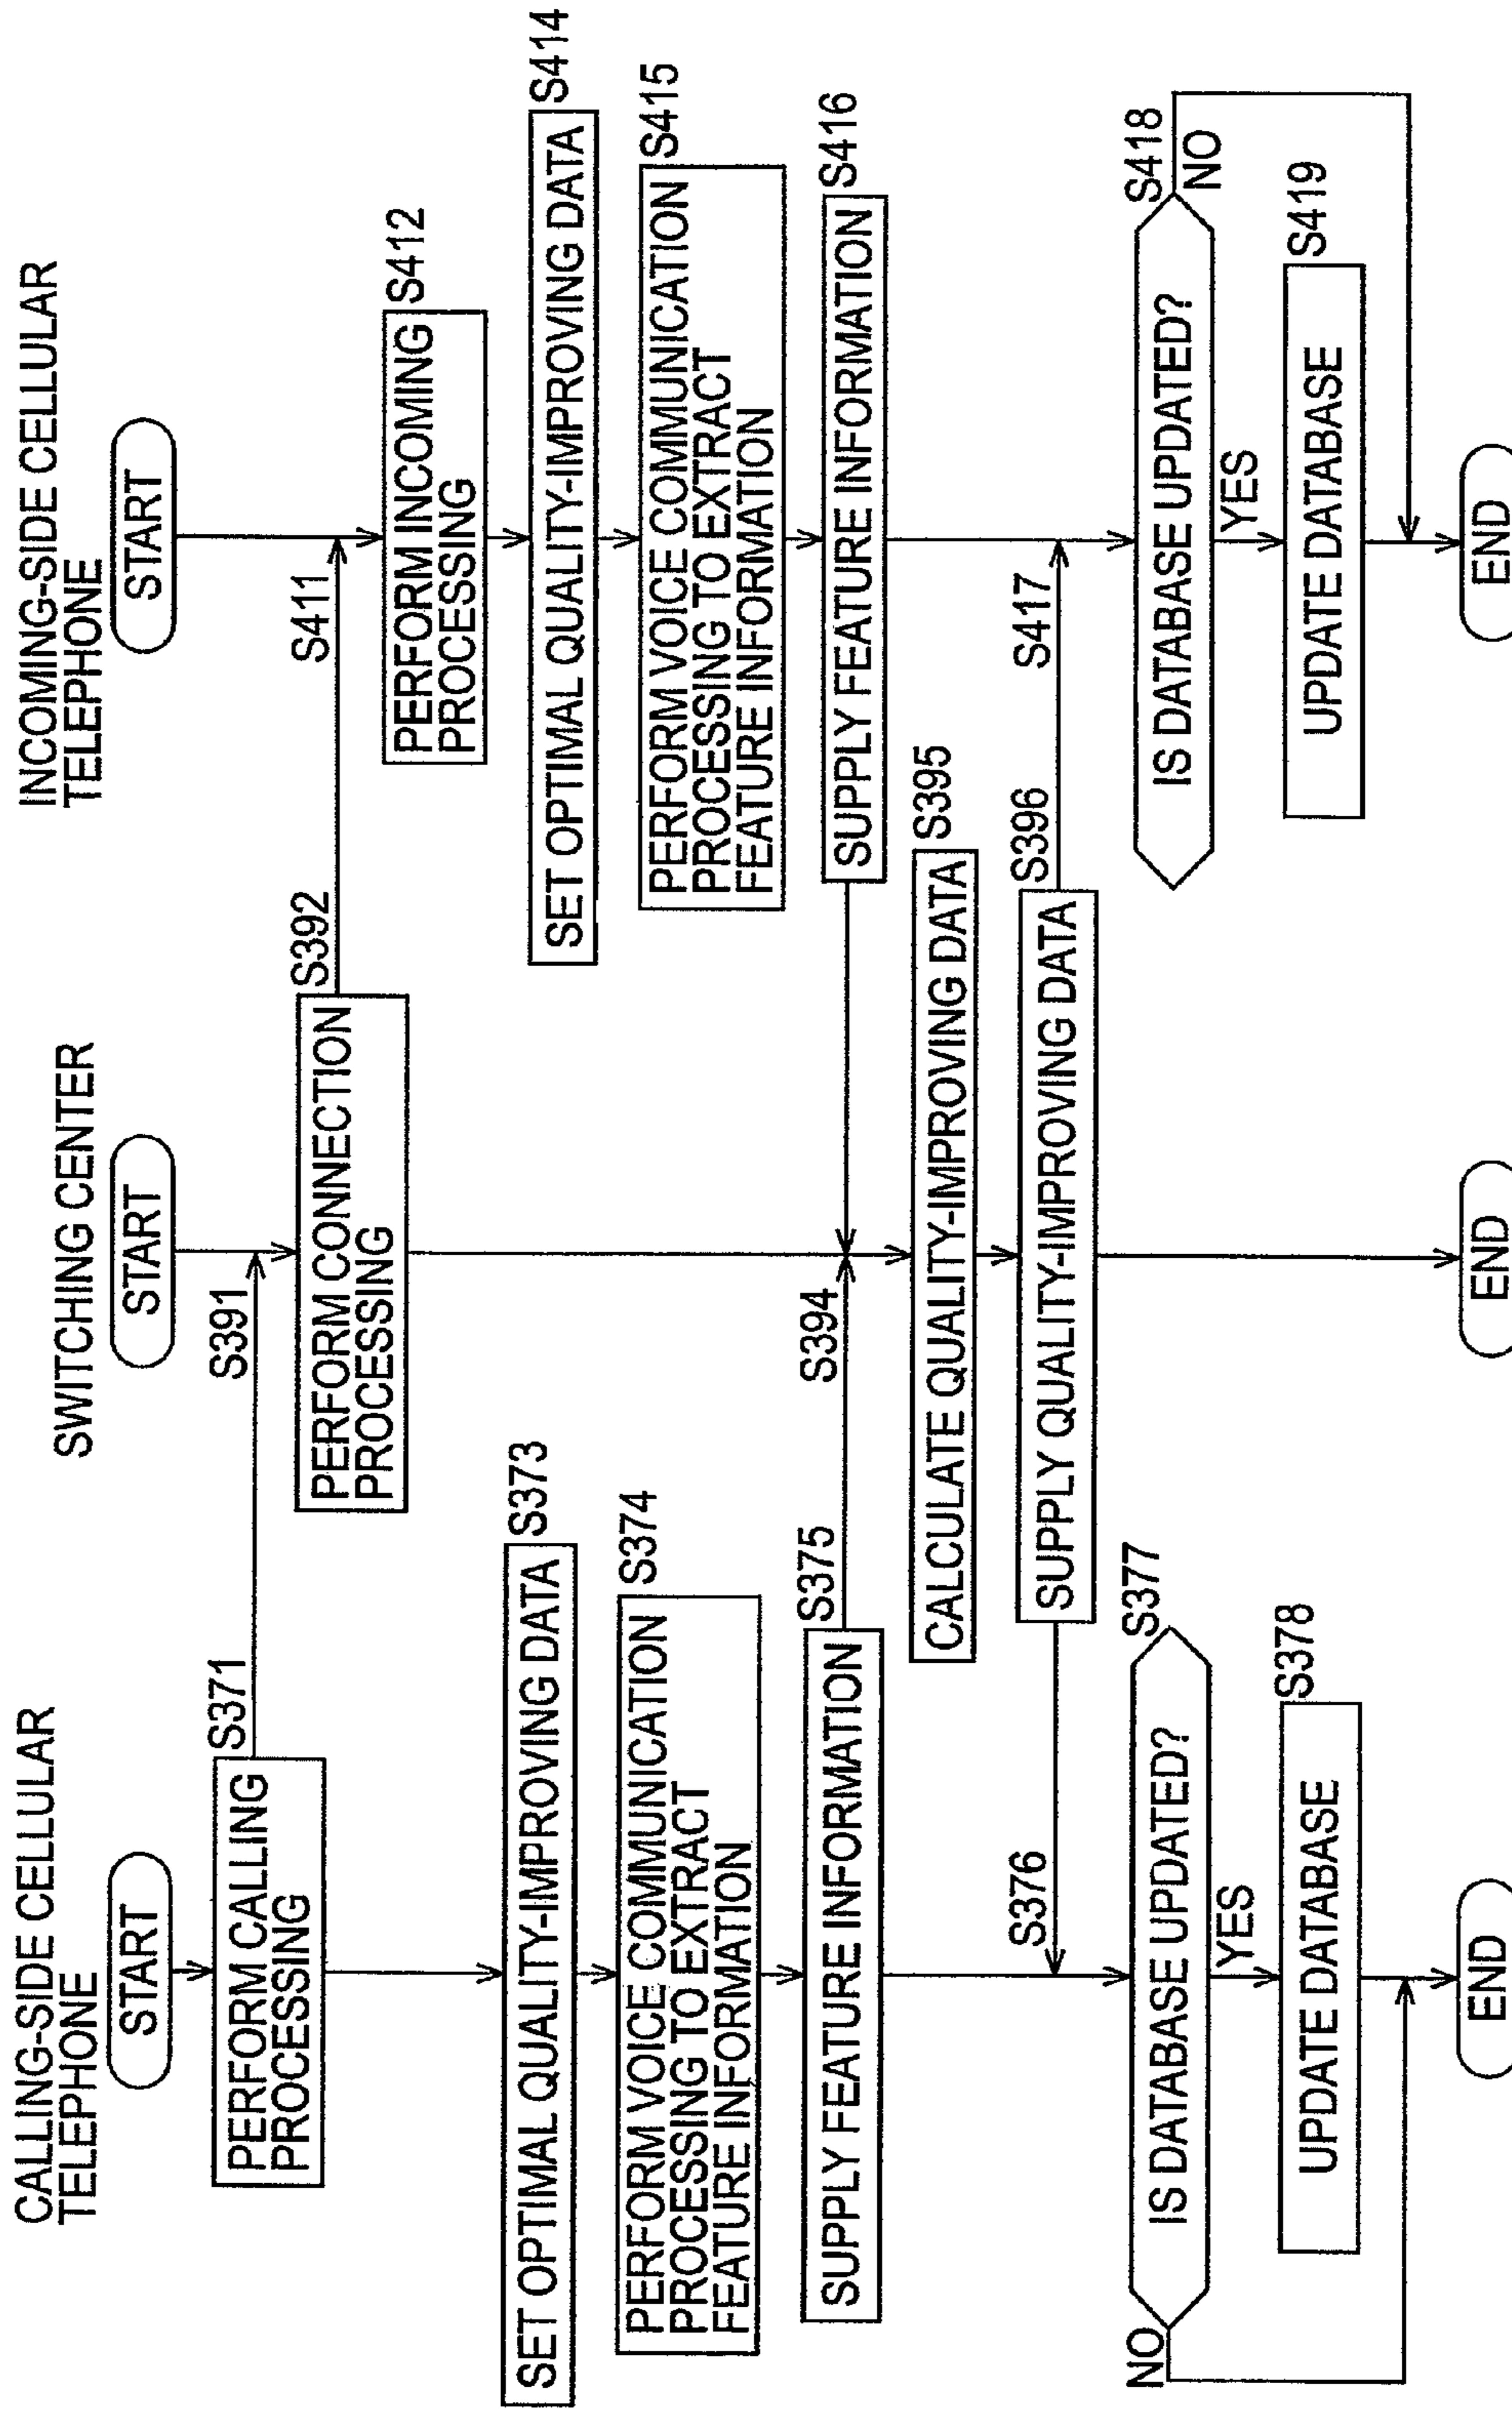 CALLING-SIDE CELLULAR
TELEPHONE
START
PERFORM CALLING
PROCESSING
S371
SET OPTIMAL QUALITY-IMPROVING DATA
S373
PERFORM VOICE COMMUNICATION
PROCESSING TO EXTRACT
FEATURE INFORMATION
S374
SUPPLY FEATURE INFORMATION
S375
S376
IS DATABASE UPDATED?
S377
NO
YES
UPDATE DATABASE
S378
END
SWITCHING CENTER
START
S391
PERFORM CONNECTION
PROCESSING
S392
S394
CALCULATE QUALITY-IMPROVING DATA
S395
SUPPLY QUALITY-IMPROVING DATA
S396
END
INCOMING-SIDE CELLULAR
TELEPHONE
START
S411
PERFORM INCOMING
PROCESSING
S412
SET OPTIMAL QUALITY-IMPROVING DATA
S414
PERFORM VOICE COMMUNICATION
PROCESSING TO EXTRACT
FEATURE INFORMATION
S415
SUPPLY FEATURE INFORMATION
S416
S417
IS DATABASE UPDATED?
S418
NO
YES
UPDATE DATABASE
S419
END